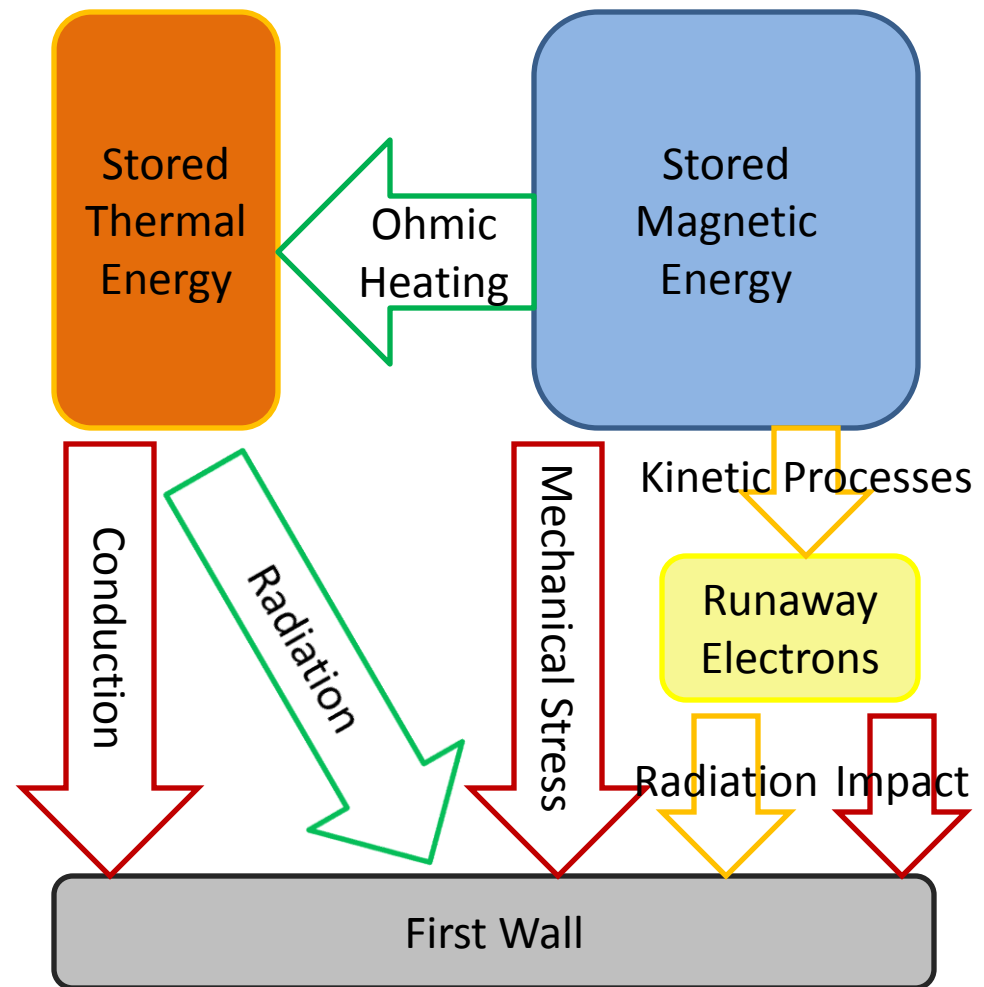 Stored
Thermal
Energy
Ohmic
Heating
Stored
Magnetic
Energy
Conduction
Radiation
Mechanical Stress
Kinetic Processes
Runaway
Electrons
Radiation
Impact
First Wall